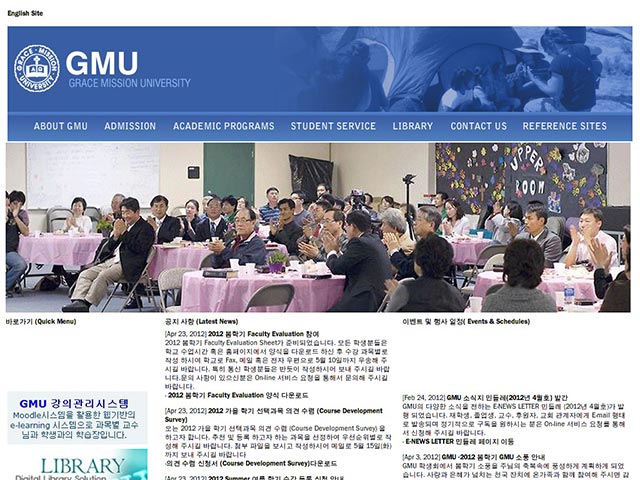 English Site
GRACE MISSION UNIVERSITY
GMU
GRACE MISSION UNIVERSITY
ABOUT GMU ADMISSION ACADEMIC PROGRAMS STUDENT SERVICE LIBRARY CONTACT US REFERENCE SITES
UPPER
ROOM
바로가기 (Quick Menu)
GMU 강의관리시스템
Moodle시스템을 활용한 웹기반의
e-learning 시스템으로 과목별 교수
님과 학생과의 학습장입니다.
LIBRARY
Digital Library Solution
공지 사항 (Latest News)
[Apr 23, 2012] 2012 봄학기 Faculty Evaluation 참여
2012 봄학기 Faculty Evaluation Sheet가 준비되었습니다. 모든 학생분들은
학교 수업시간 혹은 홈페이지에서 양식을 다운로드 하신 후 수강 과목별로
작성 하시여 학교로 Fax, 메일 혹은 전자 우편으로 5월 10일까지 우송해 주
시길 바랍니다. 특히 통신 학생분들은 반듯이 작성하시어 보내 주시길 바랍
니다.문의 사항이 있으신분은 On-line 서비스 요청을 통해서 문의해 주시길
바랍니다.
- 2012 봄학기 Faculty Evaluation 양식 다운로드
[Apr 23, 2012] 2012 가을 학기 선택과목 의견 수렴 (Course Development
Survey)
오는 2012 가을 학기 선택과목 의견 수렴 (Course Development Survey) 을
하고자 합니다. 추천 및 등록 하고자 하는 과목을 선정하여 우선순위별로 작
성해 주시길 바랍니다. 첨부 파일을 보시고 작성하시어 메일로 5월 15일(화)
까지 보내 주시길 바랍니다
-의견 수렴 신청서 (Course Development Survey)다운로드
[Apr 23, 2012] 2012 Summer 여름 학기 수강 등록 신청 안내
이벤트 및 행사 일정( Events & Schedules)
[Feb 24, 2012] GMU 소식지 민들레(2012년 4월호) 발간
GMU의 다양한 소식을 전하는 E-NEWS LETTER 민들레 (2012년 4월호)가 발
행 되었습니다. 재학생, 졸업생, 교수, 후원자, 교회 관계자에게 Email 형태
로 발송되며 정기적으로 구독을 원하시는 분은 On-line 서비스 요청을 통해
서 신청해 주시길 바랍니다.
- E-NEWS LETTER 민들레 페이지 이동
[Apr 3, 2012] GMU -2012 봄학기 GMU 소풍 안내
GMU 학생회에서 봄학기 소풍을 주님의 축복속에 풍성하게 계획하게 되었
습니다.